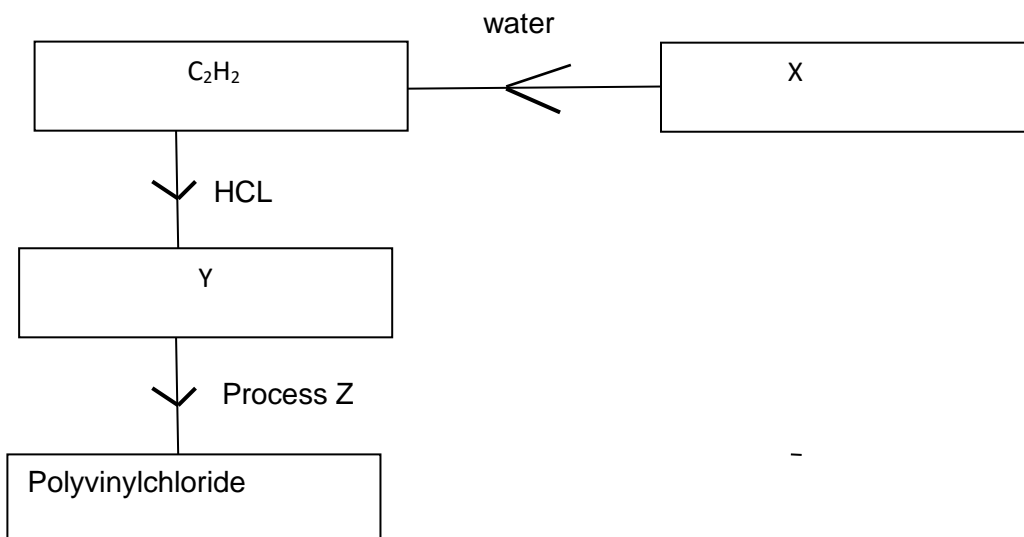 water
C₂H₂
X
HCL
Y
Process Z
Polyvinylchloride